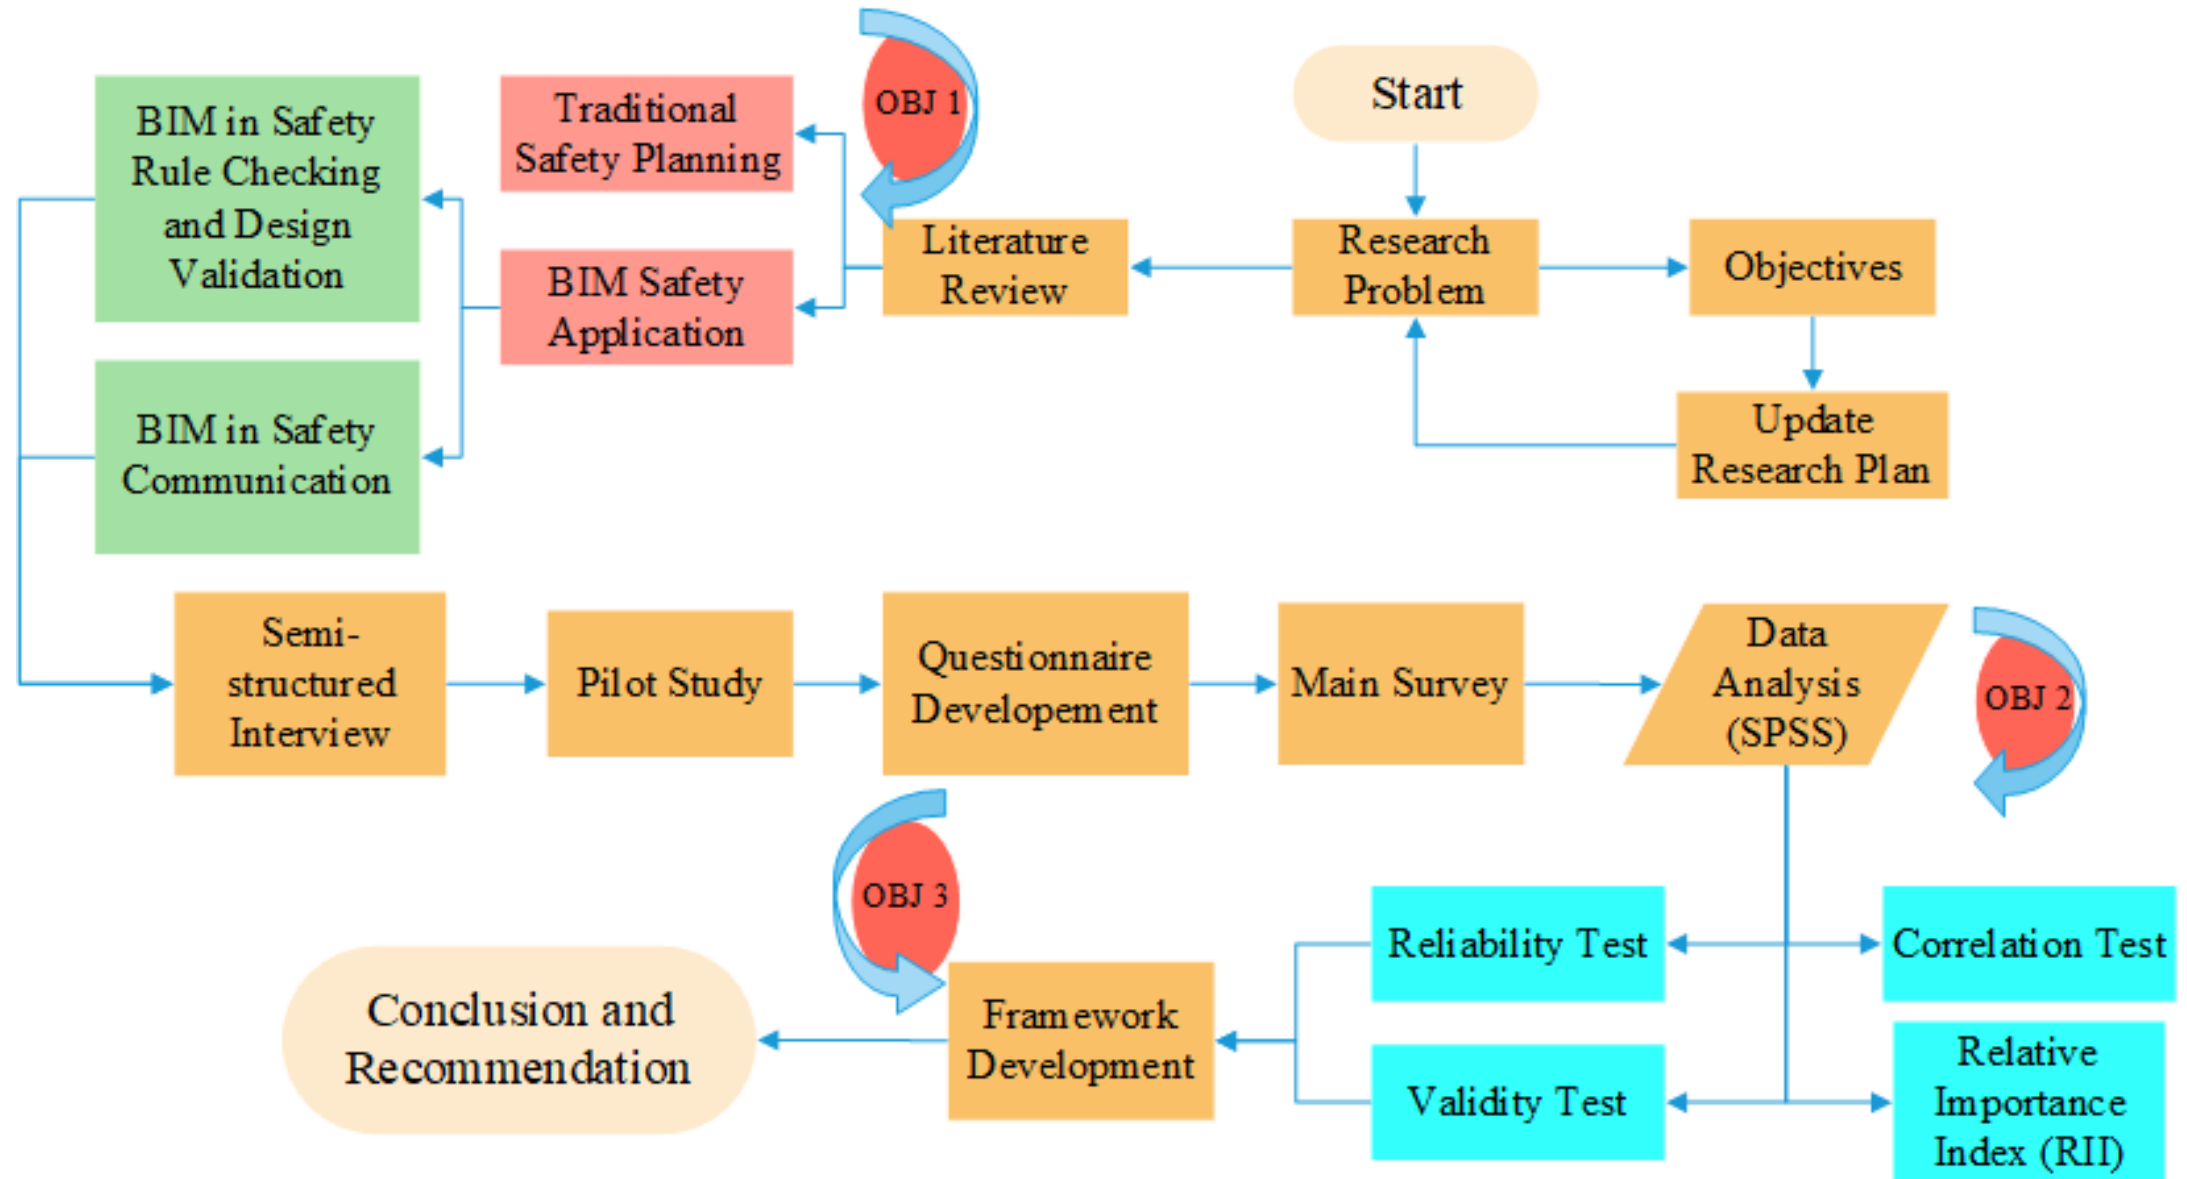 Start
Research
Problem
Objectives
Update
Research Plan
Literature
Review
OBJ 1
Traditional
Safety Planning
BIM Safety
Application
BIM in Safety
Rule Checking
and Design
Validation
BIM in Safety
Communication
Semi-
structured
Interview
Pilot Study
Questionnaire
Developement
Main Survey
Data
Analysis
(SPSS)
OBJ 2
Reliability Test
Correlation Test
Validity Test
Relative
Importance
Index (RII)
OBJ 3
Framework
Development
Conclusion and
Recommendation